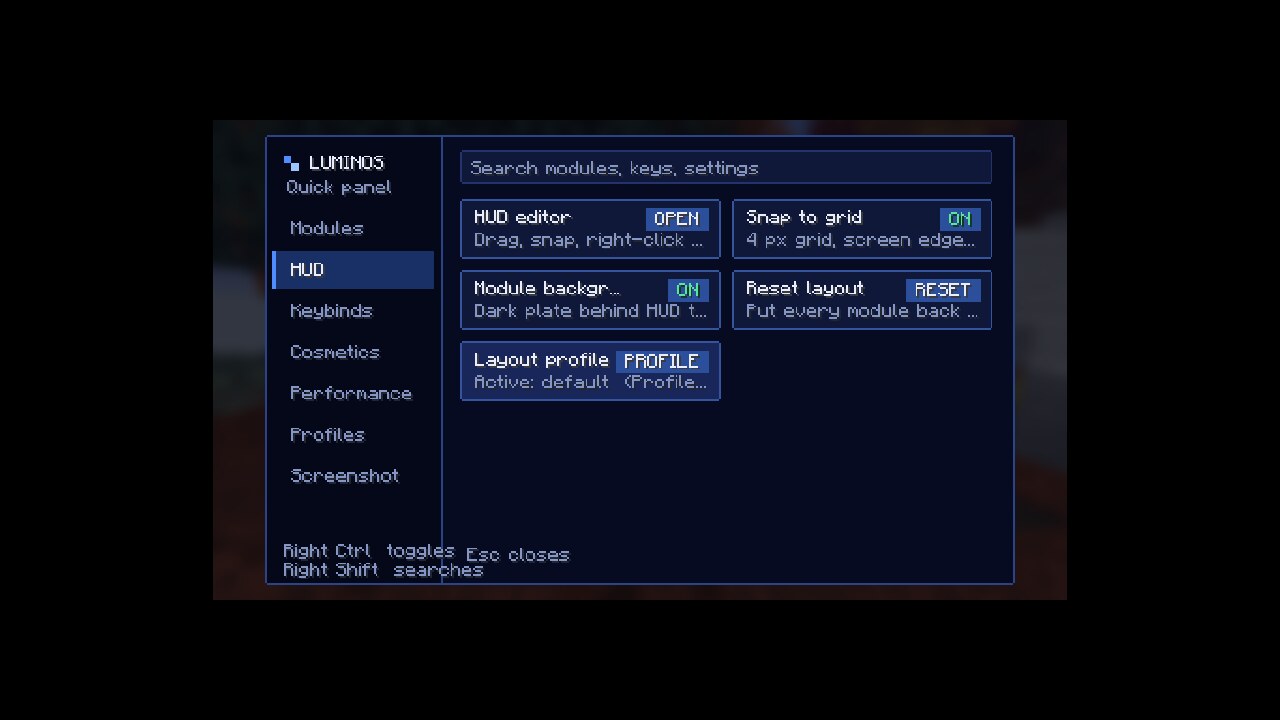 LUMINOS
Quick panel
Modules
HUD
Keybinds
Cosmetics
Performance
Profiles
Screenshot
Right Ctrl toggles
Right Shift searches
Search modules, keys, settings
HUD editor OPEN
Drag, snap, right-click ...
Snap to grid ON
4 px grid, screen edge...
Module backgr... ON
Dark plate behind HUD t...
Reset layout RESET
Put every module back ...
Layout profile PROFILE
Active: default (Profile...
Esc closes